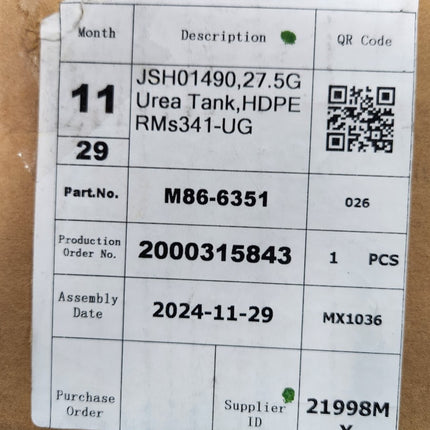 Month Description QR Code
11 JSH01490,27.5G
Urea Tank,HDPE
RMs341-UG
29
Part.No. M86-6351 026
Production
Order No. 2000315843 1 PCS
Assembly
Date 2024-11-29 MX1036
Purchase
Order Supplier
ID 21998M